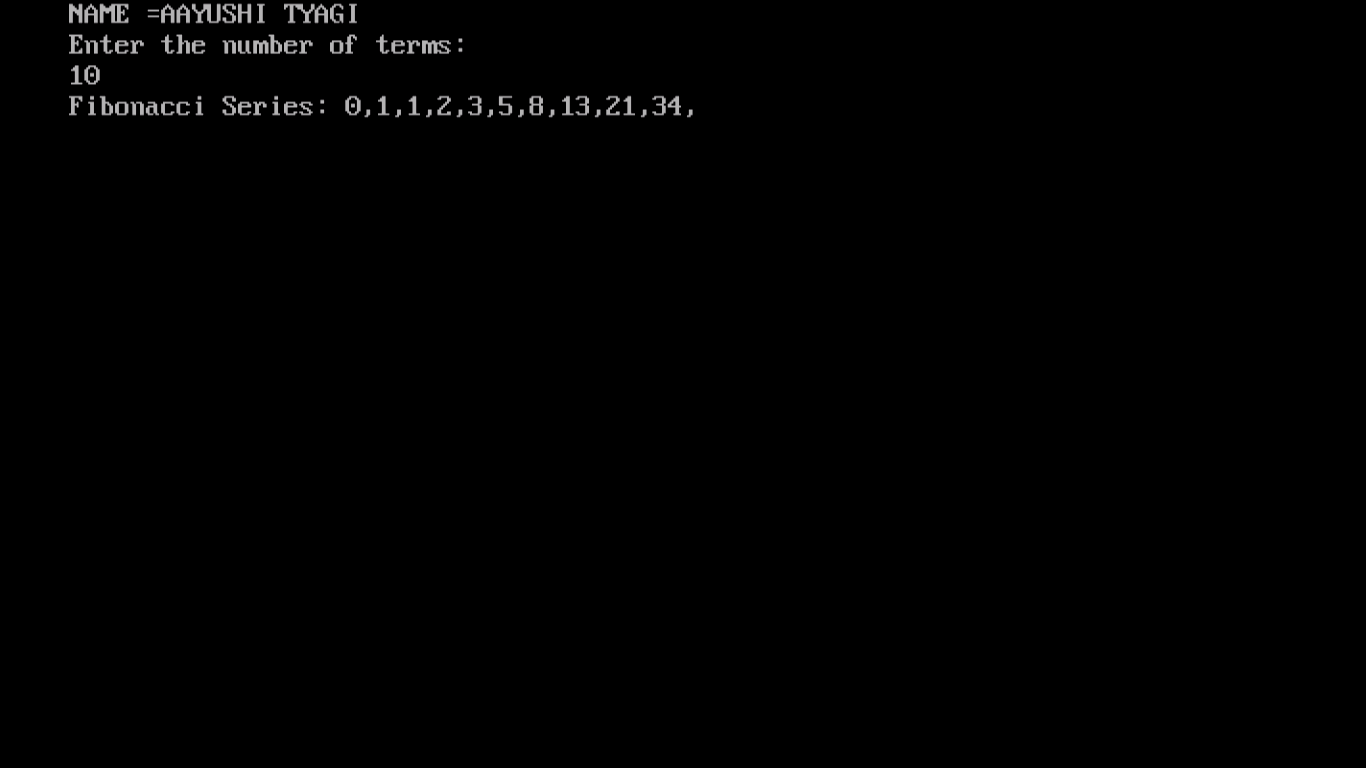 NAME =AAYUSHI TYAGI
Enter the number of terms:
10
Fibonacci Series: 0,1,1,2,3,5,8,13,21,34,